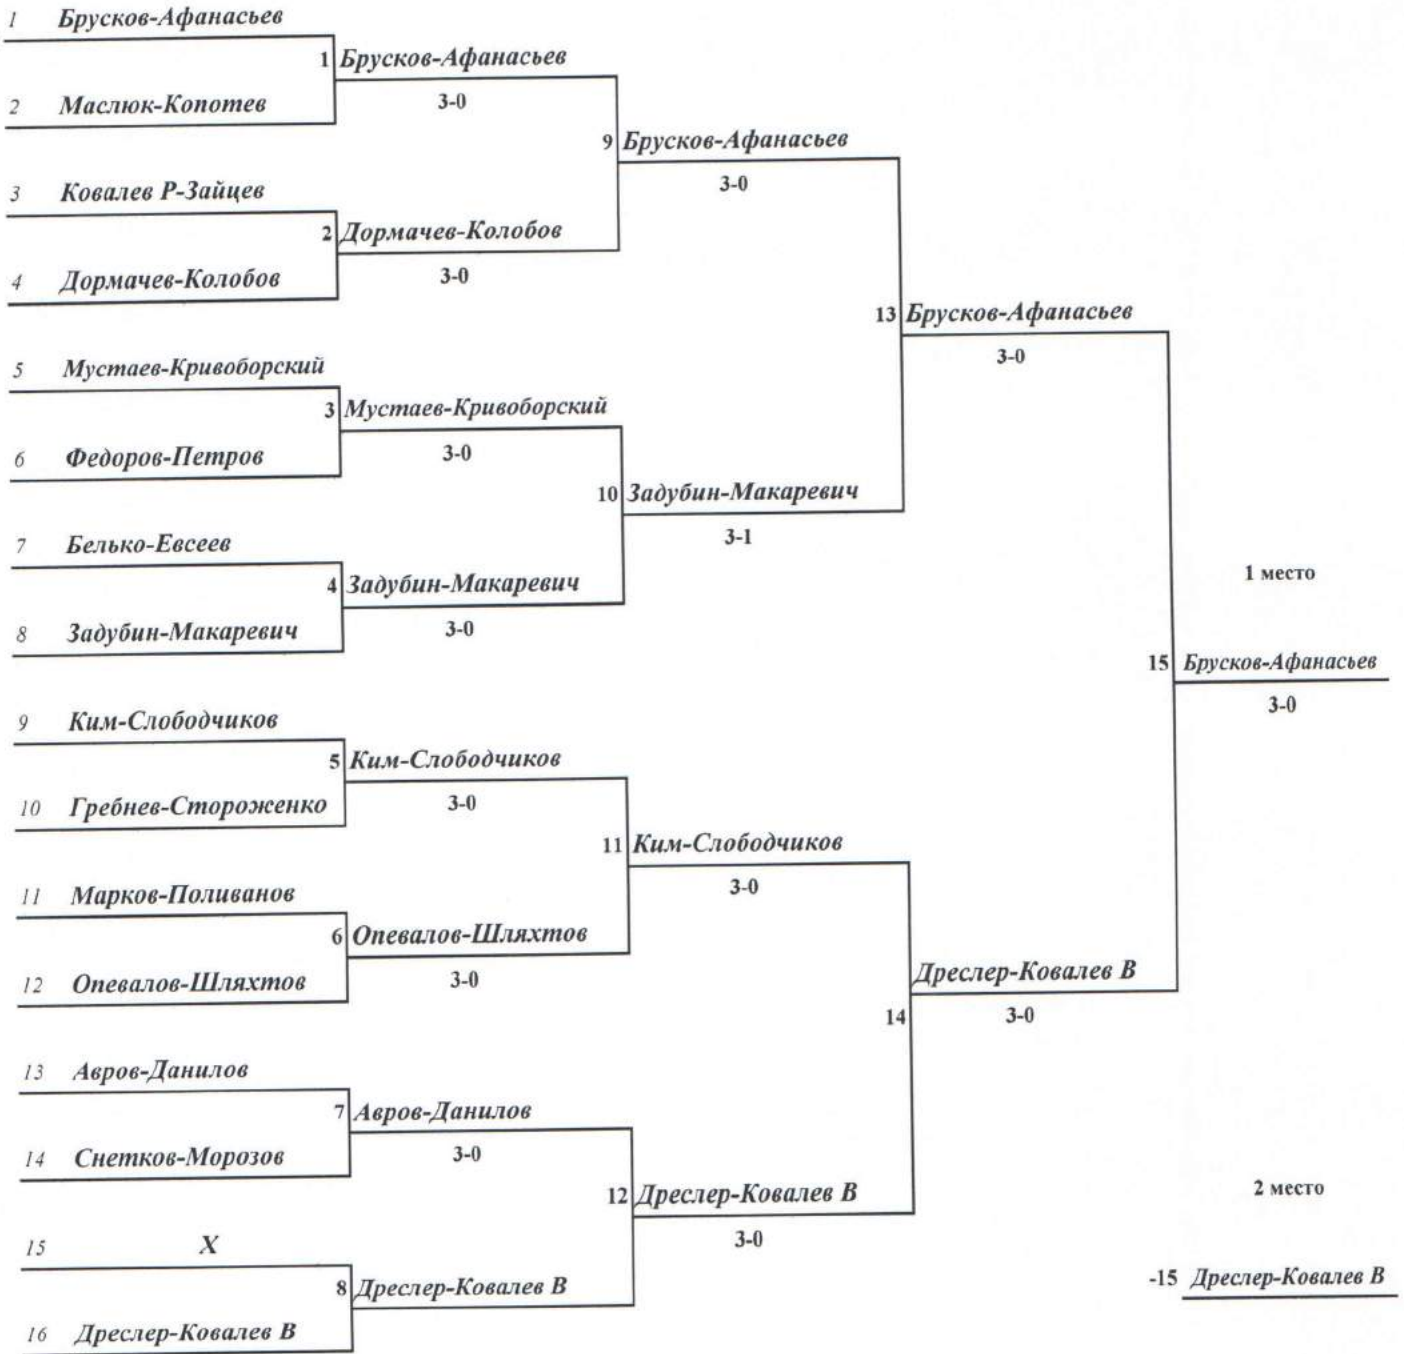 1 Брусков-Афанасьев
1 Брусков-Афанасьев
3-0
2 Маслюк-Копотев
9 Брусков-Афанасьев
3-0
3 Ковалев Р-Зайцев
2 Дормачев-Колобов
3-0
4 Дормачев-Колобов
13 Брусков-Афанасьев
3-0
5 Мустаев-Кривоборский
3 Мустаев-Кривоборский
3-0
6 Федоров-Петров
10 Задубин-Макаревич
3-1
7 Белько-Евсеев
4 Задубин-Макаревич
3-0
8 Задубин-Макаревич
1 место
15 Брусков-Афанасьев
3-0
9 Ким-Слободчиков
5 Ким-Слободчиков
3-0
10 Гребнев-Стороженко
11 Ким-Слободчиков
3-0
11 Марков-Поливанов
6 Опевалов-Шляхтов
3-0
12 Опевалов-Шляхтов
Дреслер-Ковалев В
14
3-0
13 Авров-Данилов
7 Авров-Данилов
3-0
14 Снетков-Морозов
12 Дреслер-Ковалев В
3-0
15 Х
8 Дреслер-Ковалев В
16 Дреслер-Ковалев В
2 место
-15 Дреслер-Ковалев В